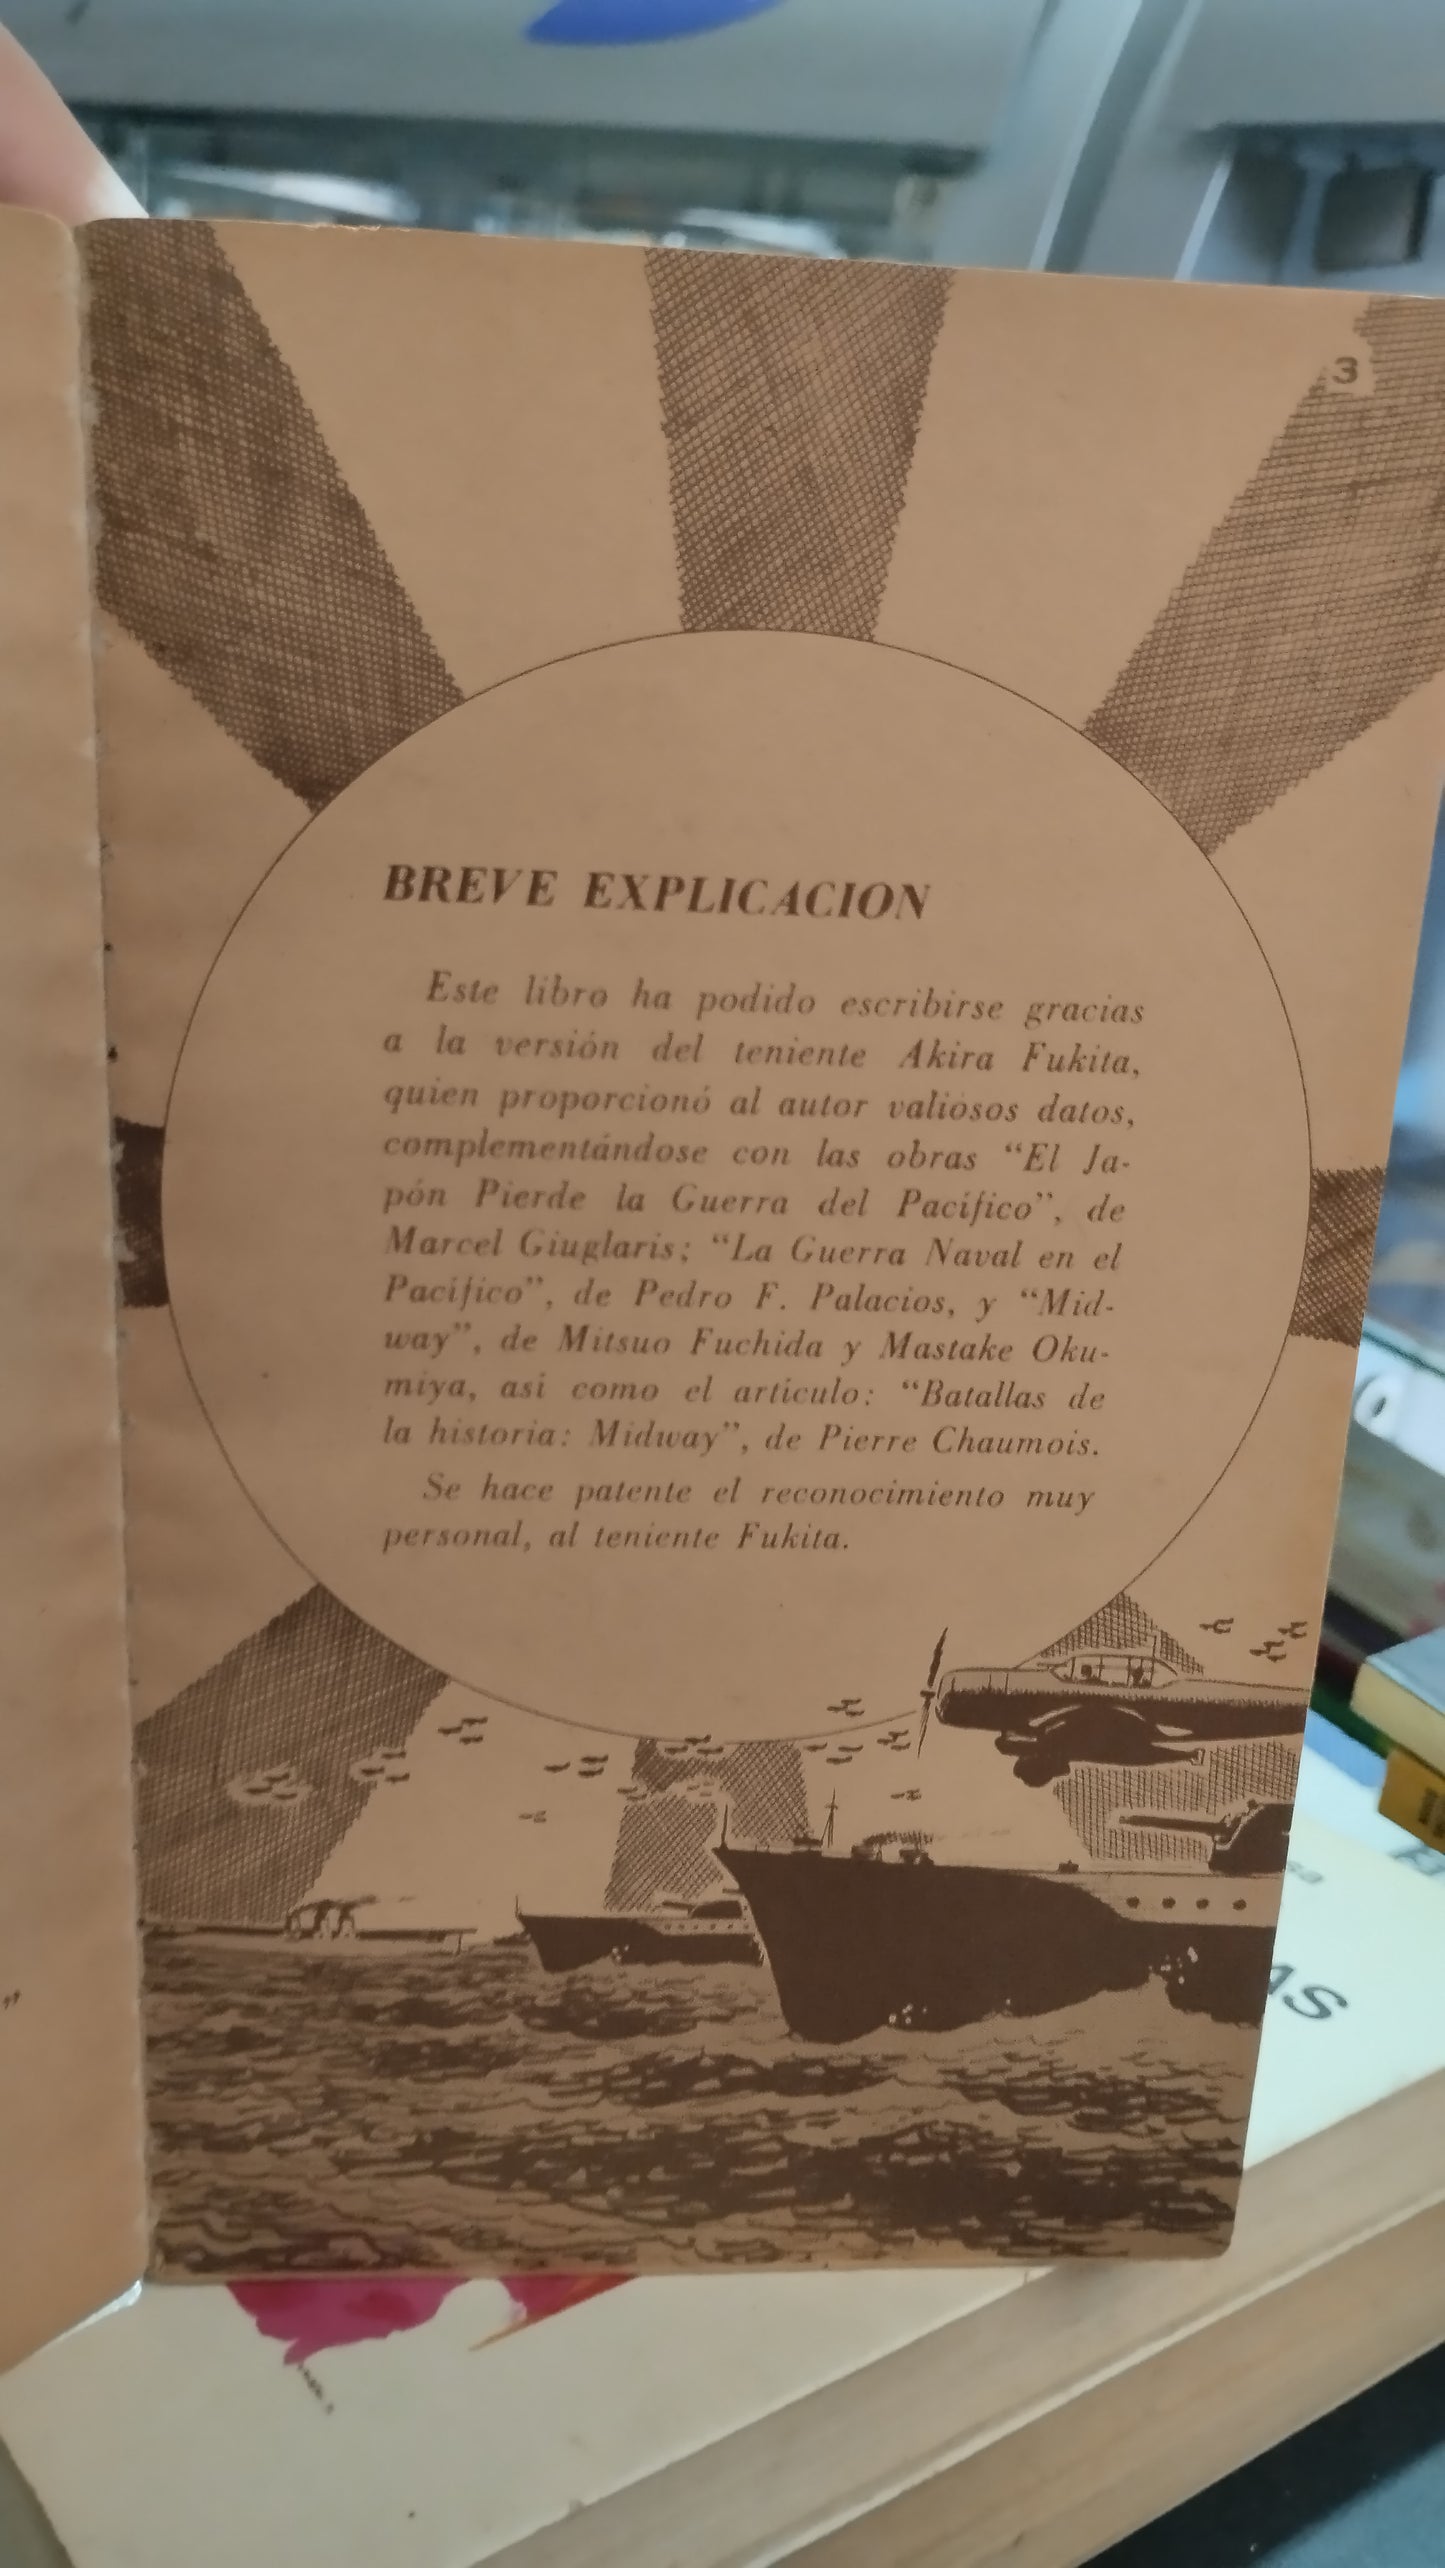 3
BREVE EXPLICACION
Este libro ha podido escribirse gracias
a la versión del teniente Akira Fukita,
quien proporcionó al autor valiosos datos,
complementándose con las obras "El Ja-
pón Pierde la Guerra del Pacífico", de
Marcel Giuglaris; "La Guerra Naval en el
Pacífico", de Pedro F. Palacios, y "Mid-
way", de Mitsuo Fuchida y Mastake Oku-
miya, así como el artículo: "Batallas de
la historia: Midway", de Pierre Chaumois.
Se hace patente el reconocimiento muy
personal, al teniente Fukita.
AS